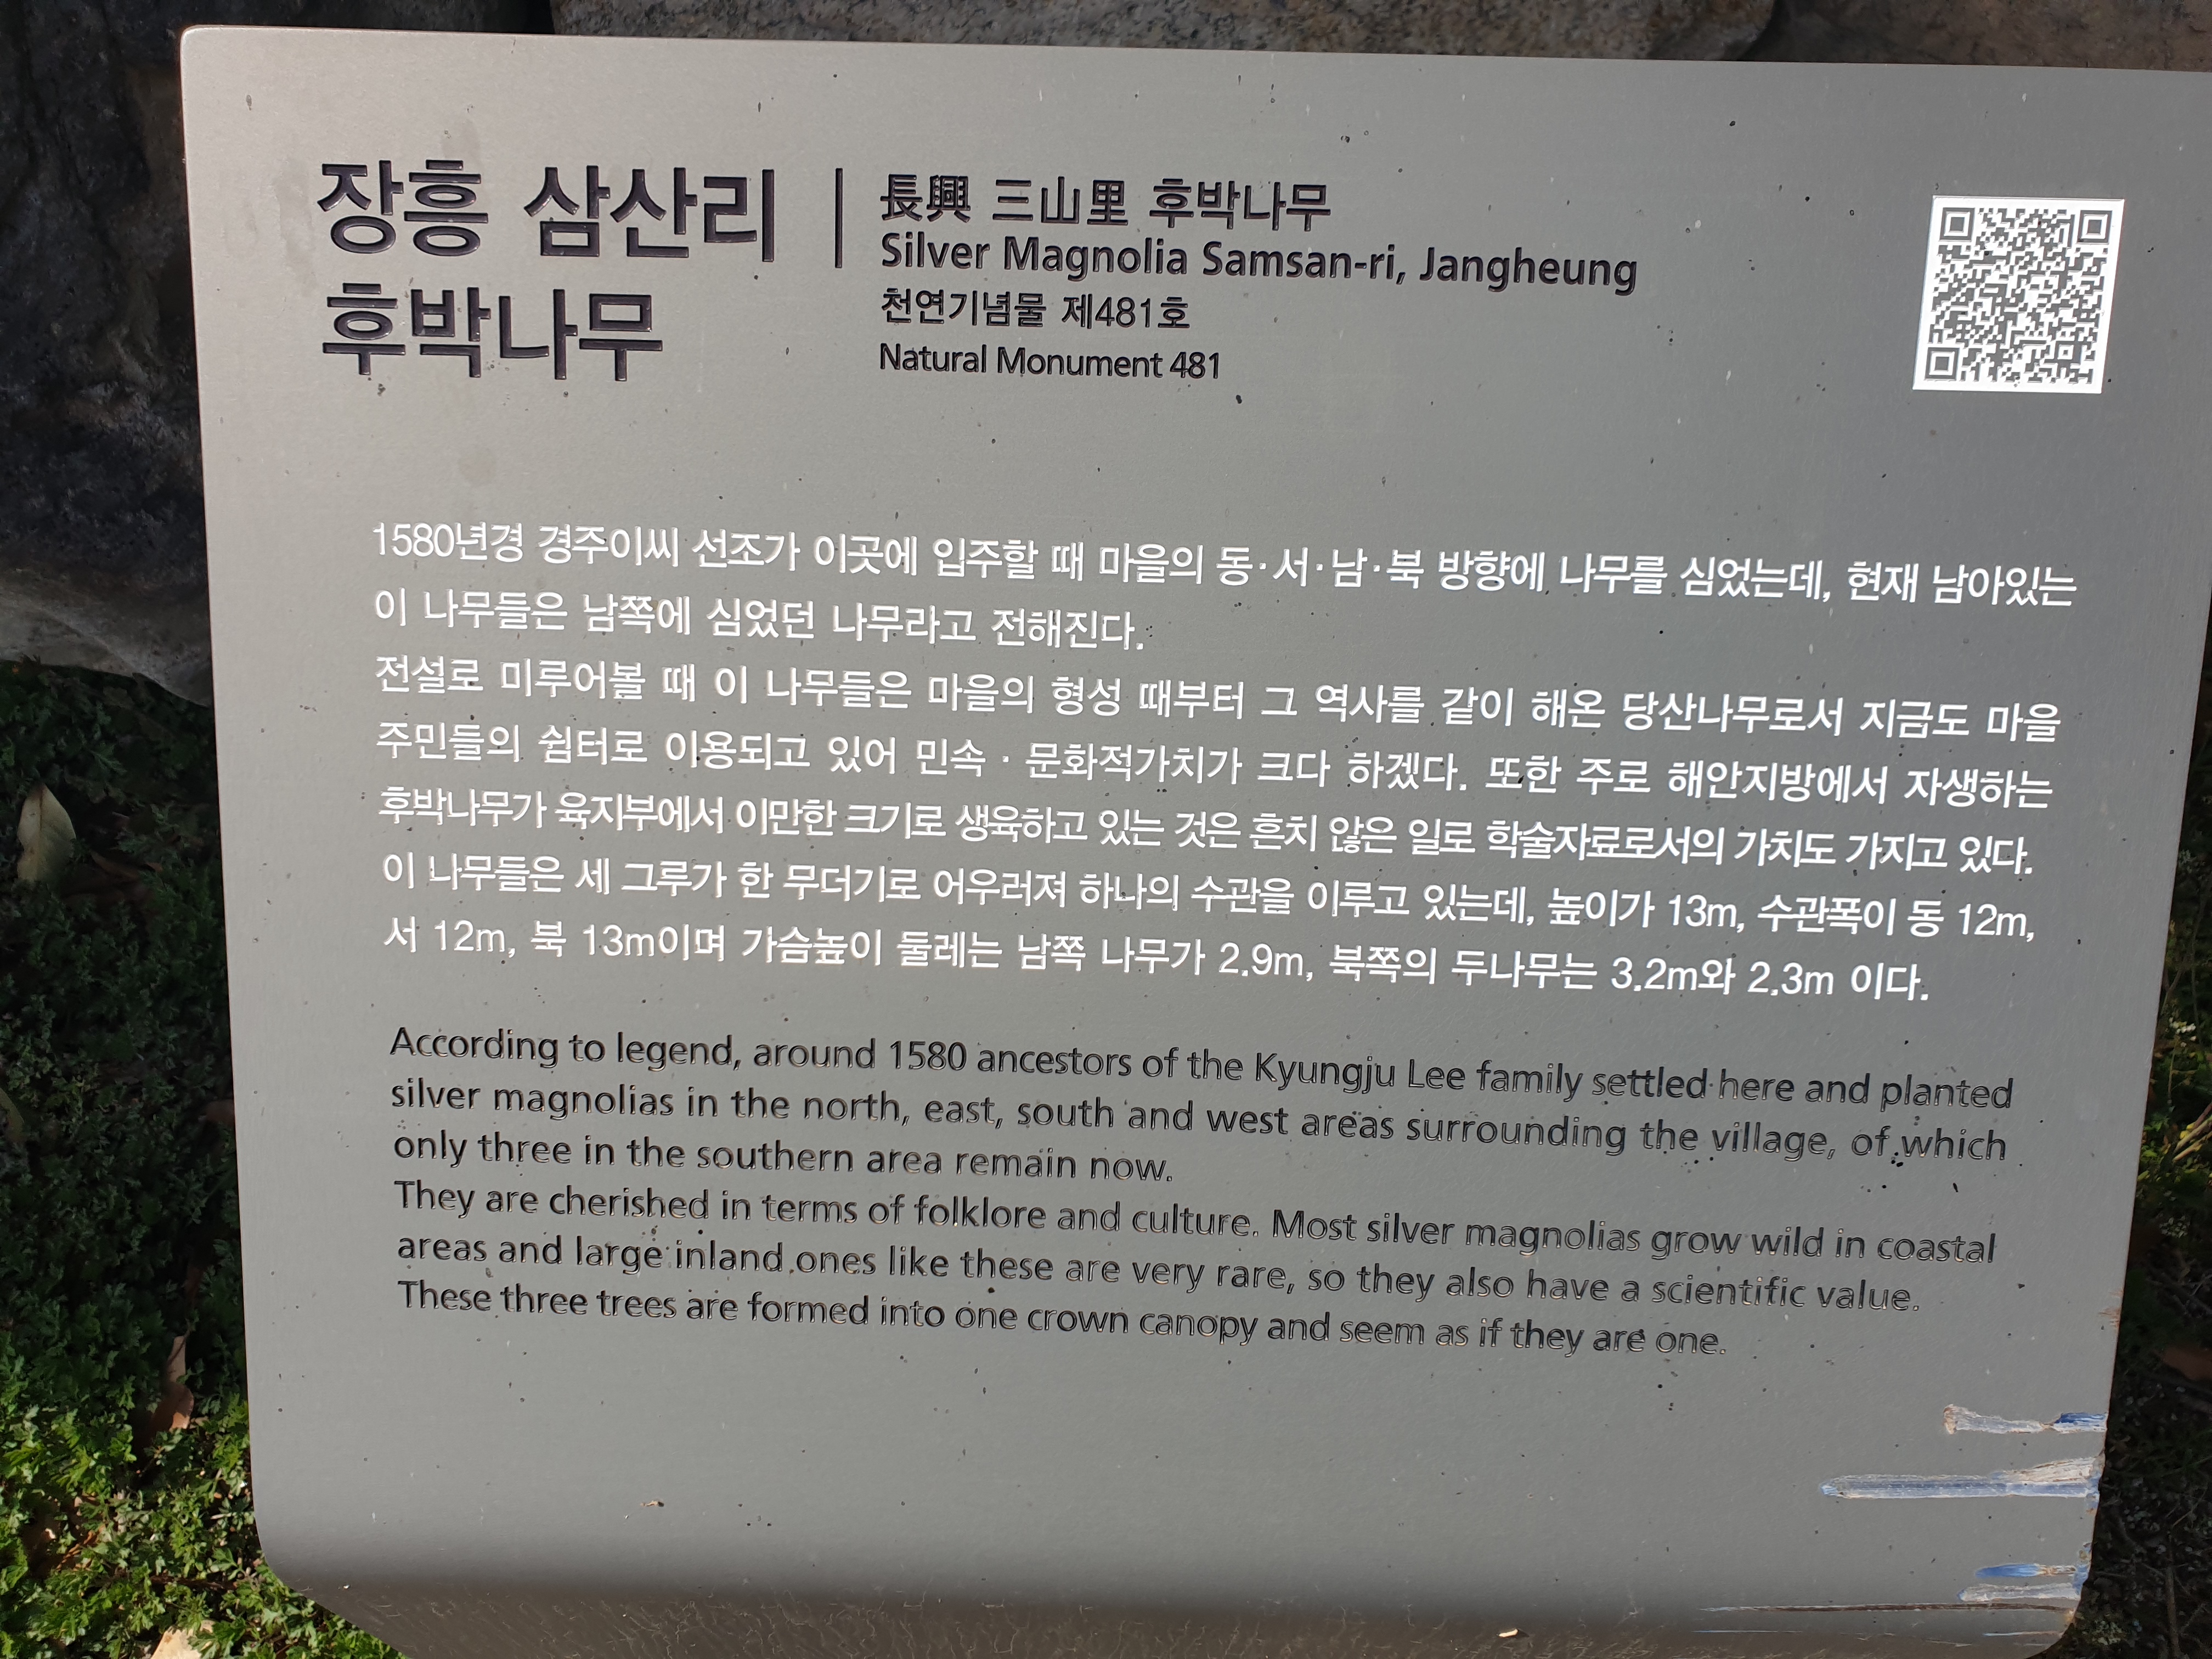 장흥 삼산리
후박나무
長興 三山里 후박나무
Silver Magnolia Samsan-ri, Jangheung
천연기념물 제481호
Natural Monument 481
1580년경 경주이씨 선조가 이곳에 입주할 때 마을의 동·서·남·북 방향에 나무를 심었는데, 현재 남아있는
이 나무들은 남쪽에 심었던 나무라고 전해진다.
전설로 미루어볼 때 이 나무들은 마을의 형성 때부터 그 역사를 같이 해온 당산나무로서 지금도 마을
주민들의 쉼터로 이용되고 있어 민속 · 문화적가치가 크다 하겠다. 또한 주로 해안지방에서 자생하는
후박나무가 육지부에서 이만한 크기로 생육하고 있는 것은 흔치 않은 일로 학술자료로서의 가치도 가지고 있다.
이 나무들은 세 그루가 한 무더기로 어우러져 하나의 수관을 이루고 있는데, 높이가 13m, 수관폭이 동 12m,
서 12m, 북 13m이며 가슴높이 둘레는 남쪽 나무가 2.9m, 북쪽의 두나무는 3.2m와 2.3m 이다.
According to legend, around 1580 ancestors of the Kyungju Lee family settled here and planted
silver magnolias in the north, east, south and west areas surrounding the village, of which
only three in the southern area remain now.
They are cherished in terms of folklore and culture. Most silver magnolias grow wild in coastal
areas and large inland ones like these are very rare, so they also have a scientific value.
These three trees are formed into one crown canopy and seem as if they are one.